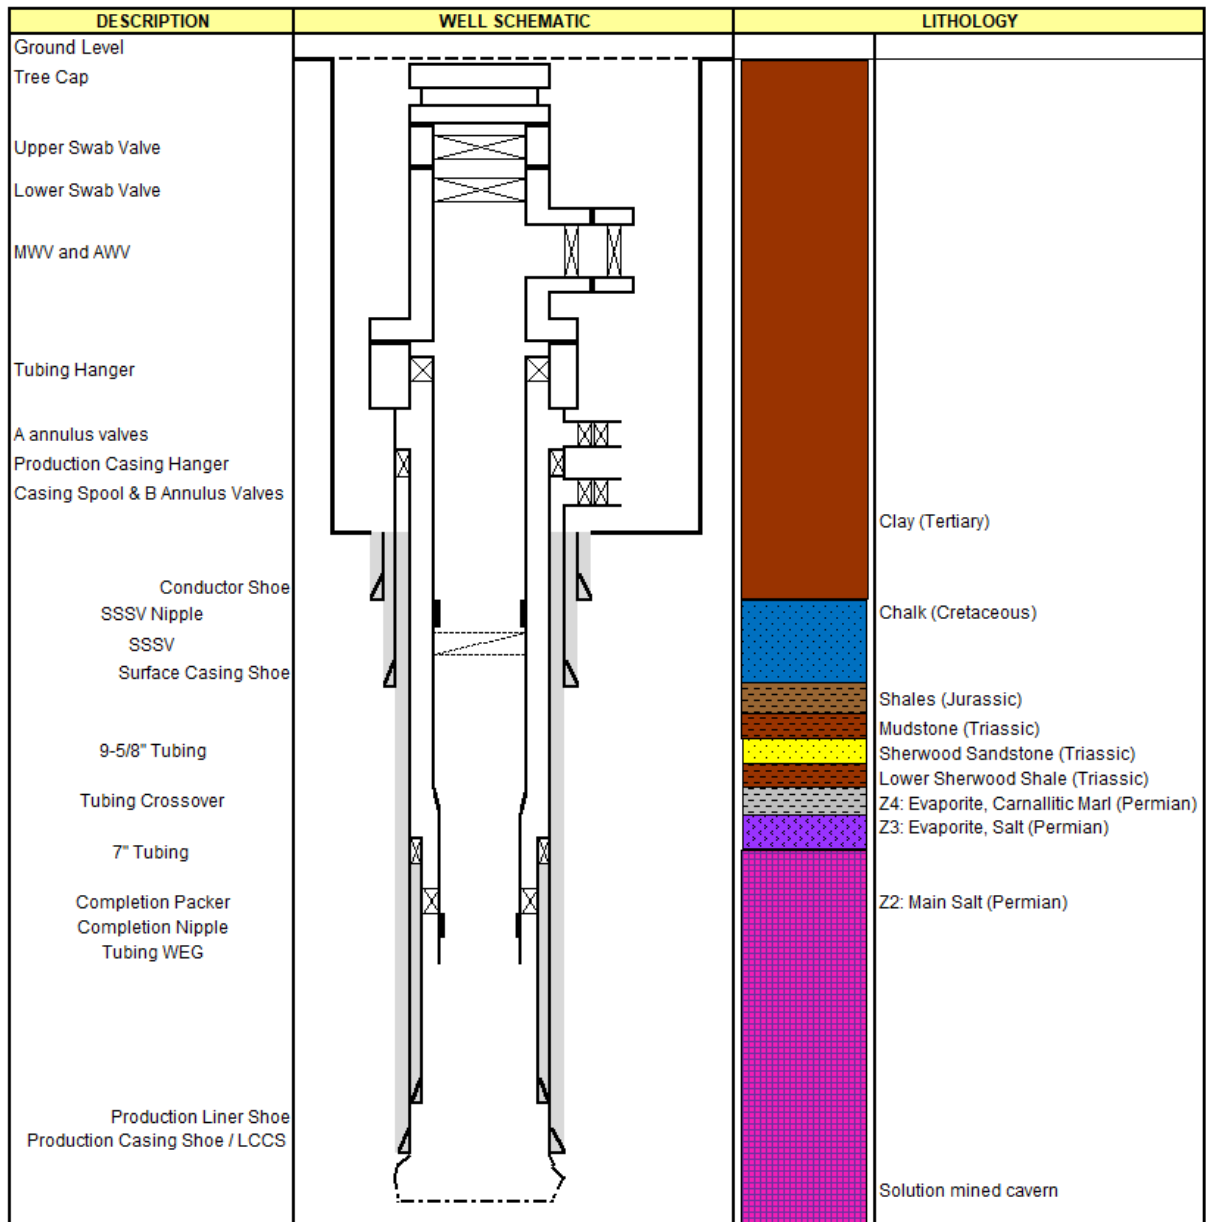 DESCRIPTION
WELL SCHEMATIC
LITHOLOGY
Ground Level
Tree Cap
Upper Swab Valve
Lower Swab Valve
MWV and AWV
Tubing Hanger
A annulus valves
Production Casing Hanger
Casing Spool & B Annulus Valves
Conductor Shoe
SSSV Nipple
SSSV
Surface Casing Shoe
9-5/8" Tubing
Tubing Crossover
7" Tubing
Completion Packer
Completion Nipple
Tubing WEG
Production Liner Shoe
Production Casing Shoe / LCCS
Clay (Tertiary)
Chalk (Cretaceous)
Shales (Jurassic)
Mudstone (Triassic)
Sherwood Sandstone (Triassic)
Lower Sherwood Shale (Triassic)
Z4: Evaporite, Carnallitic Marl (Permian)
Z3: Evaporite, Salt (Permian)
Z2: Main Salt (Permian)
Solution mined cavern